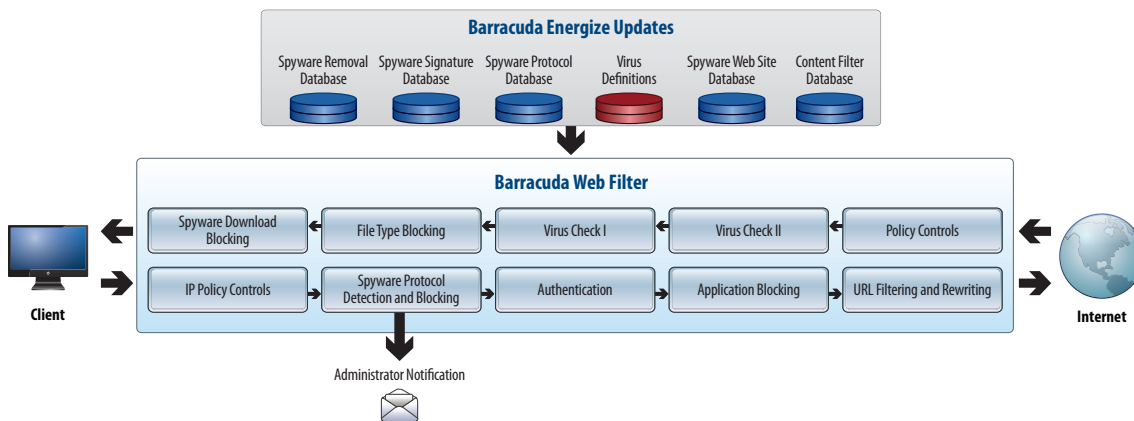 Barracuda Energize Updates
Spyware Removal
Database
Spyware Signature
Database
Spyware Protocol
Database
Virus
Definitions
Spyware Web Site
Database
Content Filter
Database
Barracuda Web Filter
Spyware Download
Blocking
File Type Blocking
Virus Check I
Virus Check II
Policy Controls
IP Policy Controls
Spyware Protocol
Detection and Blocking
Authentication
Application Blocking
URL Filtering and Rewriting
Client
Internet
Administrator Notification